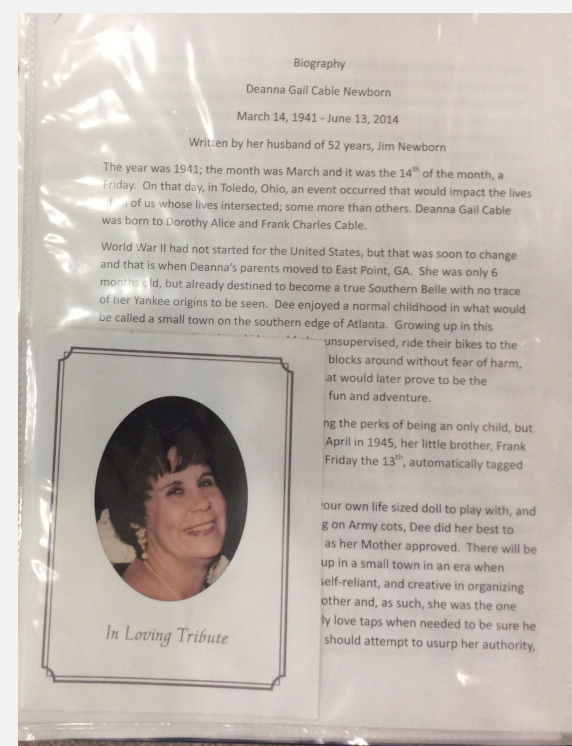 Biography
Deanna Gail Cable Newborn
March 14, 1941 - June 13, 2014
Written by her husband of 52 years, Jim Newborn
The year was 1941; the month was March and it was the 14th of the month, a
Friday. On that day, in Toledo, Ohio, an event occurred that would impact the lives
of us whose lives intersected; some more than others. Deanna Gail Cable
was born to Dorothy Alice and Frank Charles Cable.
World War II had not started for the United States, but that was soon to change
and that is when Deanna's parents moved to East Point, GA. She was only 6
months old, but already destined to become a true Southern Belle with no trace
of her Yankee origins to be seen. Dee enjoyed a normal childhood in what would
be called a small town on the southern edge of Atlanta. Growing up in this
unsupervised, ride their bikes to the
blocks around without fear of harm,
at would later prove to be the
fun and adventure.
ng the perks of being an only child, but
April in 1945, her little brother, Frank
Friday the 13th, automatically tagged
your own life sized doll to play with, and
g on Army cots, Dee did her best to
as her Mother approved. There will be
up in a small town in an era when
self-reliant, and creative in organizing
other and, as such, she was the one
ly love taps when needed to be sure he
should attempt to usurp her authority,
In Loving Tribute